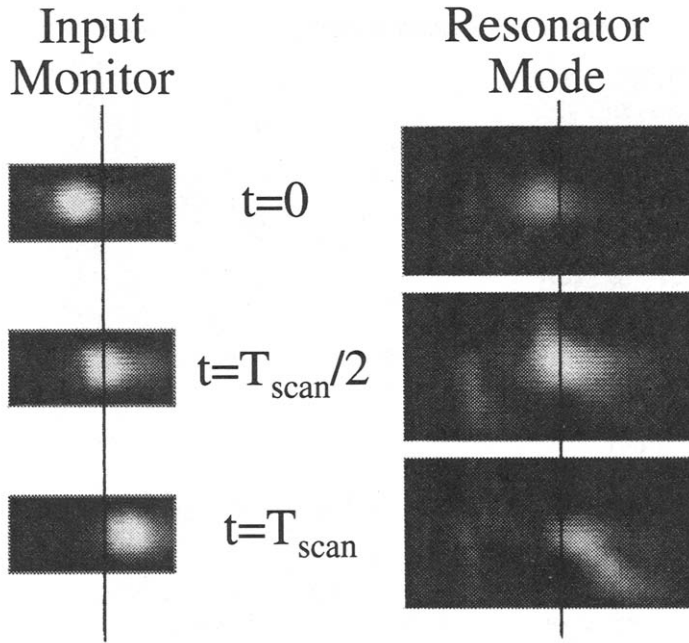 Input
Monitor
Resonator
Mode
t=0
t=T_scan/2
t=T_scan